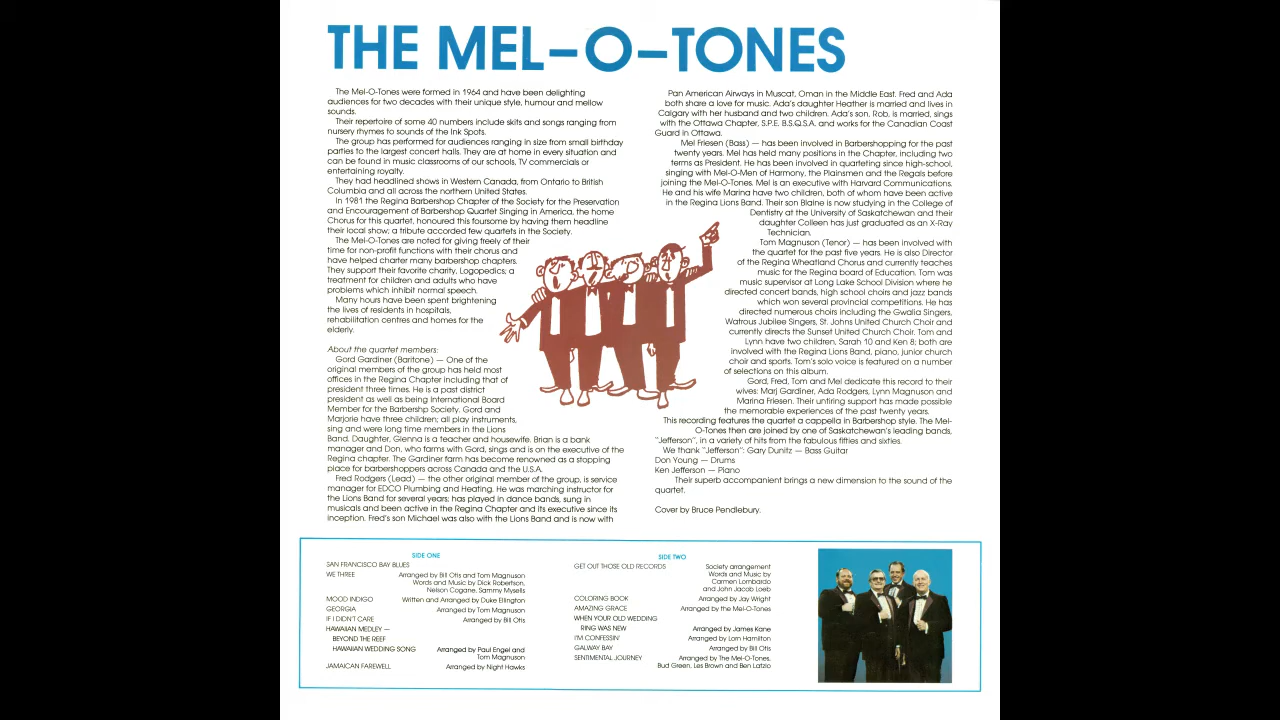 THE MEL-O-TONES
The Mel-O-Tones were formed in 1964 and have been delighting
audiences for two decades with their unique style, humour and mellow
sounds.
Their repertoire of some 40 numbers include skits and songs ranging from
nursery rhymes to sounds of the Ink Spots.
The group has performed for audiences ranging in size from small birthday
parties to the largest concert halls. They are at home in every situation and
can be found in music classrooms of our schools, TV commercials or
entertaining royalty.
They had headlined shows in Western Canada, from Ontario to British
Columbia and all across the northern United States.
In 1981 the Regina Barbershop Chapter of the Society for the Preservation
and Encouragement of Barbershop Quartet Singing in America, the home
Chorus for this quartet, honoured this foursome by having them headline
their local show; a tribute accorded few quartets in the Society.
The Mel-O-Tones are noted for giving freely of their
time for non-profit functions with their chorus and
have helped charter many barbershop chapters.
They support their favorite charity, Logopedics; a
treatment for children and adults who have
problems which inhibit normal speech.
Many hours have been spent brightening
the lives of residents in hospitals,
rehabilitation centres and homes for the
elderly.
About the quartet members:
Gord Gardiner (Baritone) — One of the
original members of the group has held most
offices in the Regina Chapter including that of
president three times. He is a past district
president as well as being International Board
Member for the Barbershp Society. Gord and
Marjorie have three children; all play instruments,
sing and were long time members in the Lions
Band. Daughter, Glenna is a teacher and housewife. Brian is a bank
manager and Don, who farms with Gord, sings and is on the executive of the
Regina chapter. The Gardiner farm has become renowned as a stopping
place for barbershoppers across Canada and the U.S.A.
Fred Rodgers (Lead) — the other original member of the group, is service
manager for EDCO Plumbing and Heating. He was marching instructor for
the Lions Band for several years; has played in dance bands, sung in
musicals and been active in the Regina Chapter and its executive since its
inception. Fred's son Michael was also with the Lions Band and is now with
Pan American Airways in Muscat, Oman in the Middle East. Fred and Ada
both share a love for music. Ada's daughter Heather is married and lives in
Calgary with her husband and two children. Ada's son, Rob, is married, sings
with the Ottawa Chapter, S.P.E. B.S.Q.S.A. and works for the Canadian Coast
Guard in Ottawa.
Mel Friesen (Bass) — has been involved in Barbershopping for the past
twenty years. Mel has held many positions in the Chapter, including two
terms as President. He has been involved in quarteting since high-school,
singing with Mel-O-Men of Harmony, the Plainsmen and the Regals before
joining the Mel-O-Tones. Mel is an executive with Harvard Communications.
He and his wife Marina have two children, both of whom have been active
in the Regina Lions Band. Their son Blaine is now studying in the College of
Dentistry at the University of Saskatchewan and their
daughter Colleen has just graduated as an X-Ray
Technician.
Tom Magnuson (Tenor) — has been involved with
the quartet for the past five years. He is also Director
of the Regina Wheatland Chorus and currently teaches
music for the Regina board of Education. Tom was
music supervisor at Long Lake School Division where he
directed concert bands, high school choirs and jazz bands
which won several provincial competitions. He has
directed numerous choirs including the Gwalia Singers,
Watrous Jubilee Singers, St. Johns United Church Choir and
currently directs the Sunset United Church Choir. Tom and
Lynn have two children, Sarah 10 and Ken 8; both are
involved with the Regina Lions Band, piano, junior church
choir and sports. Tom's solo voice is featured on a number
of selections on this album.
Gord, Fred, Tom and Mel dedicate this record to their
wives: Marj Gardiner, Ada Rodgers, Lynn Magnuson and
Marina Friesen. Their untiring support has made possible
the memorable experiences of the past twenty years.
This recording features the quartet a cappella in Barbershop style. The Mel-
O-Tones then are joined by one of Saskatchewan's leading bands,
"Jefferson", in a variety of hits from the fabulous fifties and sixties.
We thank "Jefferson": Gary Dunitz — Bass Guitar
Don Young — Drums
Ken Jefferson — Piano
Their superb accompanient brings a new dimension to the sound of the
quartet.
Cover by Bruce Pendlebury.
SIDE ONE
SAN FRANCISCO BAY BLUES
WE THREE Arranged by Bill Otis and Tom Magnuson
Words and Music by Dick Robertson,
Nelson Cogane, Sammy Mysells
MOOD INDIGO Written and Arranged by Duke Ellington
GEORGIA Arranged by Tom Magnuson
IF I DIDN'T CARE Arranged by Bill Otis
HAWAIIAN MEDLEY —
BEYOND THE REEF
HAWAIIAN WEDDING SONG Arranged by Paul Engel and
Tom Magnuson
JAMAICAN FAREWELL Arranged by Night Hawks
SIDE TWO
GET OUT THOSE OLD RECORDS Society arrangement
Words and Music by
Carmen Lombardo
and John Jacob Loeb
COLORING BOOK Arranged by Jay Wright
AMAZING GRACE Arranged by the Mel-O-Tones
WHEN YOUR OLD WEDDING
RING WAS NEW Arranged by James Kane
I'M CONFESSIN' Arranged by Lorn Hamilton
GALWAY BAY Arranged by Bill Otis
SENTIMENTAL JOURNEY Arranged by The Mel-O-Tones,
Bud Green, Les Brown and Ben Latzio